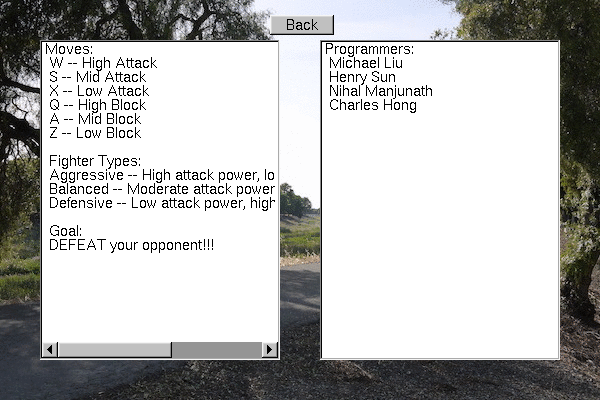 Back
Moves:
W -- High Attack
S -- Mid Attack
X -- Low Attack
Q -- High Block
A -- Mid Block
Z -- Low Block
Fighter Types:
Aggressive -- High attack power, lo
Balanced -- Moderate attack power
Defensive -- Low attack power, high
Goal:
DEFEAT your opponent!!!
Programmers:
Michael Liu
Henry Sun
Nihal Manjunath
Charles Hong